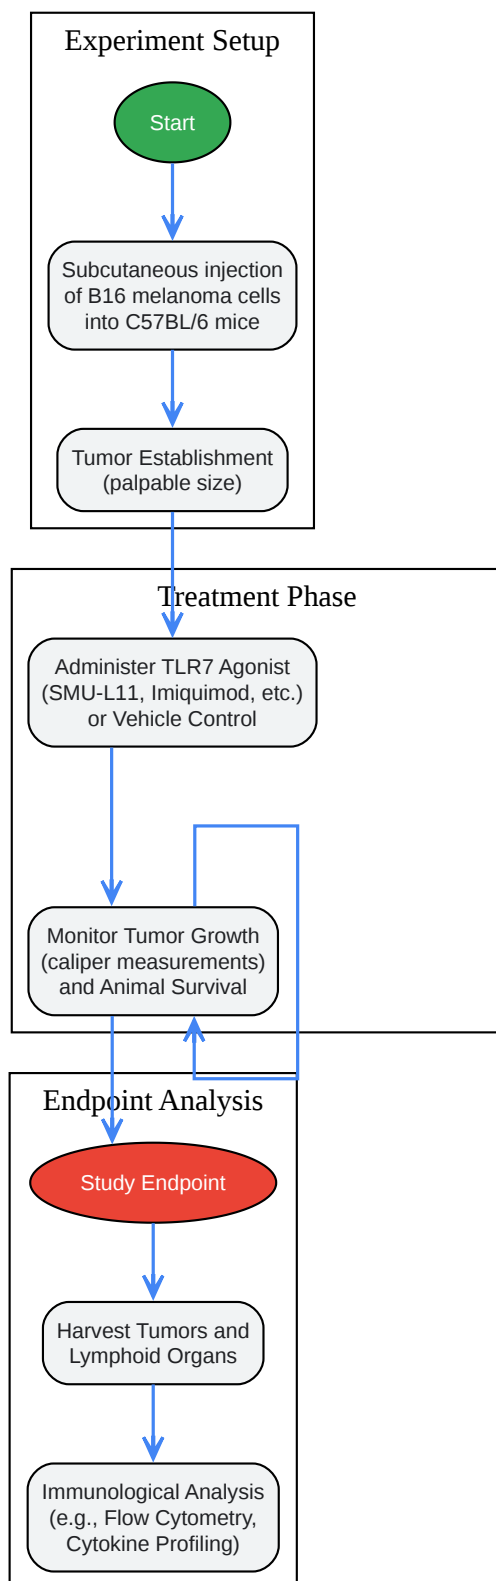 Experiment Setup
Start
Subcutaneous injection
of B16 melanoma cells
into C57BL/6 mice
Tumor Establishment
(palpable size)
Treatment Phase
Administer TLR7 Agonist
(SMU-L11, Imiquimod, etc.)
or Vehicle Control
Monitor Tumor Growth
(caliper measurements)
and Animal Survival
Endpoint Analysis
Study Endpoint
Harvest Tumors and
Lymphoid Organs
Immunological Analysis
(e.g., Flow Cytometry,
Cytokine Profiling)